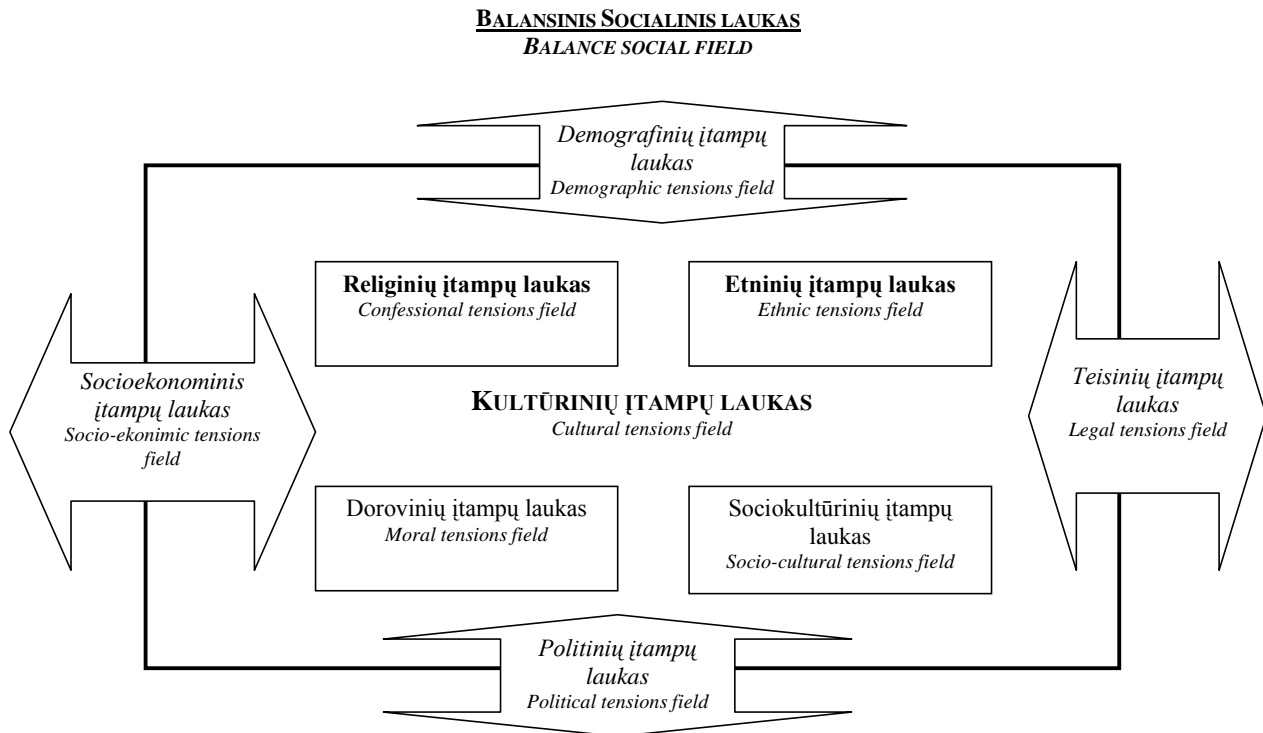 BALANSINIS SOCIALINIS LAUKAS
BALANCE SOCIAL FIELD
Demografinių įtampų
laukas
Demographic tensions field
Religinių įtampų laukas
Confessional tensions field
Etninių įtampų laukas
Ethnic tensions field
Socioekonominis
įtampų laukas
Socio-ekonimic tensions
field
KULTŪRINIŲ ĮTAMPŲ LAUKAS
Cultural tensions field
Teisinių įtampų
laukas
Legal tensions field
Dorovinių įtampų laukas
Moral tensions field
Sociokultūrinių įtampų
laukas
Socio-cultural tensions field
Politinių įtampų
laukas
Political tensions field